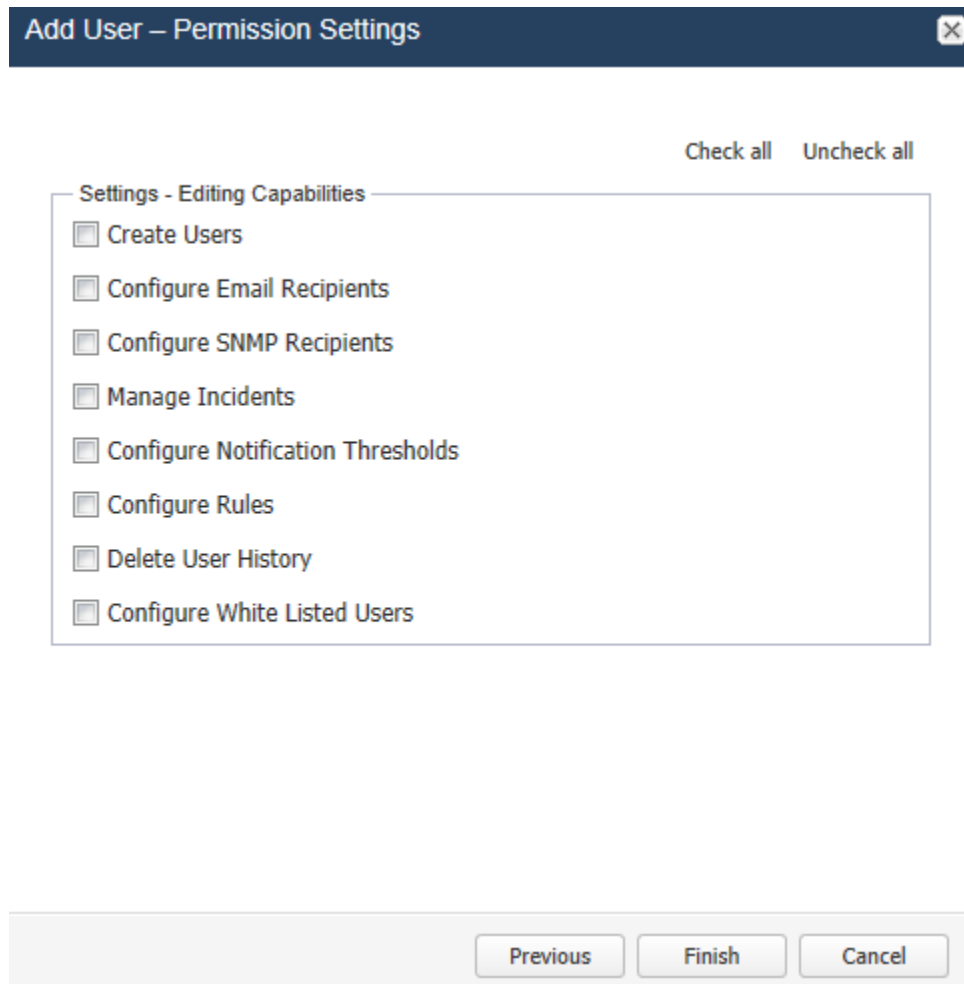 Add User – Permission Settings
Check all Uncheck all
Settings - Editing Capabilities
Create Users
Configure Email Recipients
Configure SNMP Recipients
Manage Incidents
Configure Notification Thresholds
Configure Rules
Delete User History
Configure White Listed Users
Previous Finish Cancel